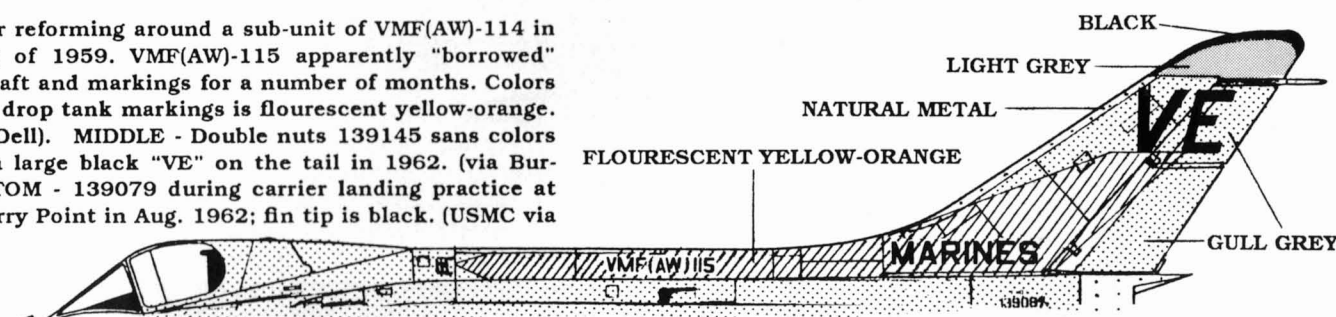 r reforming around a sub-unit of VMF(AW)-114 in
of 1959. VMF(AW)-115 apparently "borrowed"
aft and markings for a number of months. Colors
drop tank markings is flourescent yellow-orange.
Dell). MIDDLE - Double nuts 139145 sans colors
a large black "VE" on the tail in 1962. (via Bur-
TOM - 139079 during carrier landing practice at
rry Point in Aug. 1962; fin tip is black. (USMC via
BLACK
LIGHT GREY
NATURAL METAL
FLOURESCENT YELLOW-ORANGE
VE
GULL GREY
MARINES
VMF(AW)115